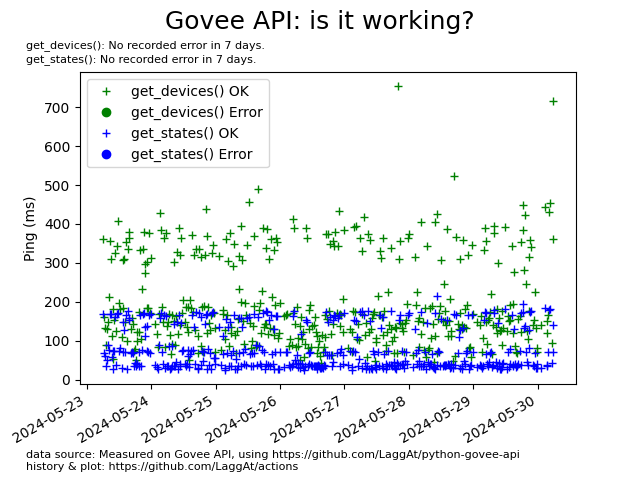 Govee API: is it working?
get_devices(): No recorded error in 7 days.
get_states(): No recorded error in 7 days.
get_devices() OK
get_devices() Error
get_states() OK
get_states() Error
Ping (ms)
700
600
500
400
300
200
100
0
2024-05-23
2024-05-24
2024-05-25
2024-05-26
2024-05-27
2024-05-28
2024-05-29
2024-05-30
data source: Measured on Govee API, using https://github.com/LaggAt/python-govee-api
history & plot: https://github.com/LaggAt/actions